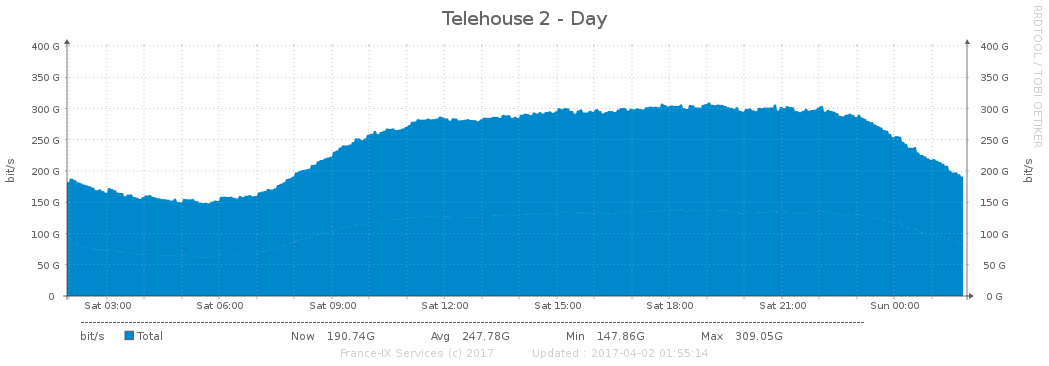 Telehouse 2 - Day
RRDTOOL / TOBI OETIKER
400 G 400 G
350 G 350 G
300 G 300 G
250 G 250 G
200 G 200 G
150 G 150 G
100 G 100 G
50 G 50 G
0 0 G
bit/s bit/s
Sat 03:00 Sat 06:00 Sat 09:00 Sat 12:00 Sat 15:00 Sat 18:00 Sat 21:00 Sun 00:00
bit/s Total Now 190.74G Avg 247.78G Min 147.86G Max 309.05G
France-IX Services (c) 2017 Updated : 2017-04-02 01:55:14